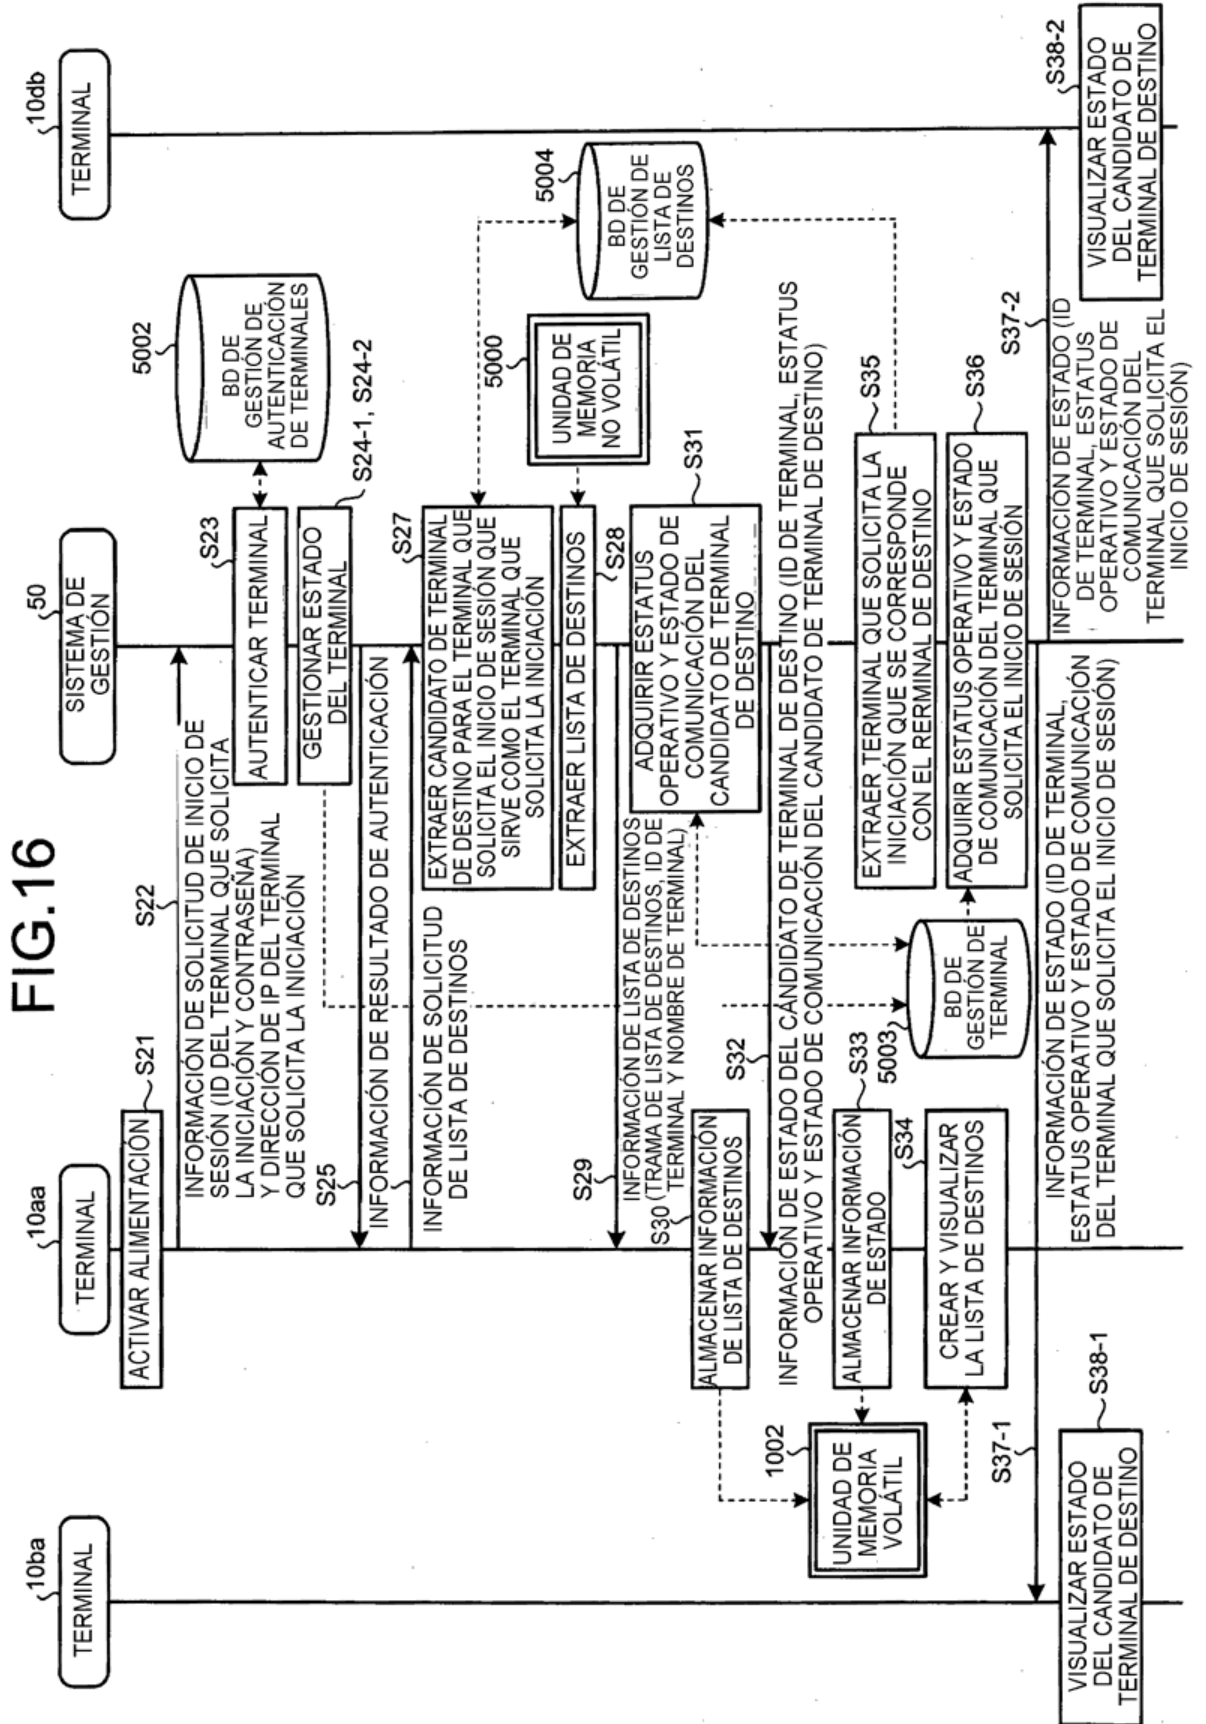 FIG.16
10ba
TERMINAL
10aa
TERMINAL
50
SISTEMA DE
GESTIÓN
10db
TERMINAL
ACTIVAR ALIMENTACIÓN
S21
S22
INFORMACIÓN DE SOLICITUD DE INICIO DE
SESIÓN (ID DEL TERMINAL QUE SOLICITA
LA INICIACIÓN Y CONTRASEÑA)
Y DIRECCIÓN DE IP DEL TERMINAL
QUE SOLICITA LA INICIACIÓN
S23
AUTENTICAR TERMINAL
5002
BD DE
GESTIÓN DE
AUTENTICACIÓN
DE TERMINALES
S24-1, S24-2
GESTIONAR ESTADO
DEL TERMINAL
S25
INFORMACIÓN DE RESULTADO DE AUTENTICACIÓN
INFORMACIÓN DE SOLICITUD
DE LISTA DE DESTINOS
S27
EXTRAER CANDIDATO DE TERMINAL
DE DESTINO PARA EL TERMINAL QUE
SOLICITA EL INICIO DE SESIÓN QUE
SIRVE COMO EL TERMINAL QUE
SOLICITA LA INICIACIÓN
5000
UNIDAD DE
MEMORIA
NO VOLÁTIL
5004
BD DE
GESTIÓN DE
LISTA DE
DESTINOS
EXTRAER LISTA DE DESTINOS
S28
S29
INFORMACIÓN DE LISTA DE DESTINOS
(TRAMA DE LISTA DE DESTINOS, ID DE
TERMINAL Y NOMBRE DE TERMINAL)
S30
ALMACENAR INFORMACIÓN
DE LISTA DE DESTINOS
S31
ADQUIRIR ESTATUS
OPERATIVO Y ESTADO DE
COMUNICACIÓN DEL
CANDIDATO DE TERMINAL
DE DESTINO
S32
INFORMACIÓN DE ESTADO DEL CANDIDATO DE TERMINAL DE DESTINO (ID DE TERMINAL, ESTATUS
OPERATIVO Y ESTADO DE COMUNICACIÓN DEL CANDIDATO DE TERMINAL DE DESTINO)
1002
UNIDAD DE
MEMORIA
VOLÁTIL
ALMACENAR INFORMACIÓN
DE ESTADO
S33
S34
CREAR Y VISUALIZAR
LA LISTA DE DESTINOS
5003
BD DE
GESTIÓN DE
TERMINAL
S35
EXTRAER TERMINAL QUE SOLICITA LA
INICIACIÓN QUE SE CORRESPONDE
CON EL RERMINAL DE DESTINO
S36
ADQUIRIR ESTATUS OPERATIVO Y ESTADO
DE COMUNICACIÓN DEL TERMINAL QUE
SOLICITA EL INICIO DE SESIÓN
S37-1
INFORMACIÓN DE ESTADO (ID DE TERMINAL,
ESTATUS OPERATIVO Y ESTADO DE COMUNICACIÓN
DEL TERMINAL QUE SOLICITA EL INICIO DE SESIÓN)
S37-2
INFORMACIÓN DE ESTADO (ID
DE TERMINAL, ESTATUS
OPERATIVO Y ESTADO DE
COMUNICACIÓN DEL
TERMINAL QUE SOLICITA EL
INICIO DE SESIÓN)
S38-1
VISUALIZAR ESTADO
DEL CANDIDATO DE
TERMINAL DE DESTINO
S38-2
VISUALIZAR ESTADO
DEL CANDIDATO DE
TERMINAL DE DESTINO